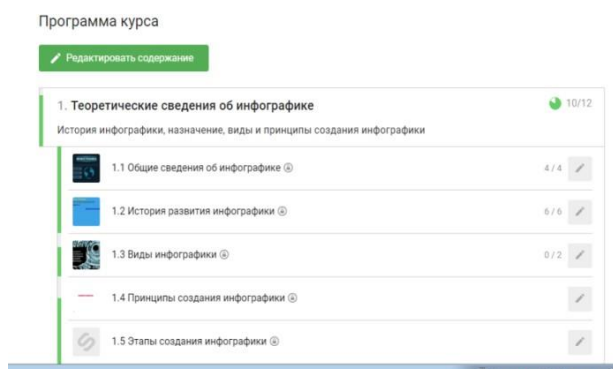 Программа курса
Редактировать содержание
1. Теоретические сведения об инфографике
10/12
История инфографики, назначение, виды и принципы создания инфографики
1.1 Общие сведения об инфографике
4 / 4
1.2 История развития инфографики
6 / 6
1.3 Виды инфографики
0 / 2
1.4 Принципы создания инфографики
1.5 Этапы создания инфографики